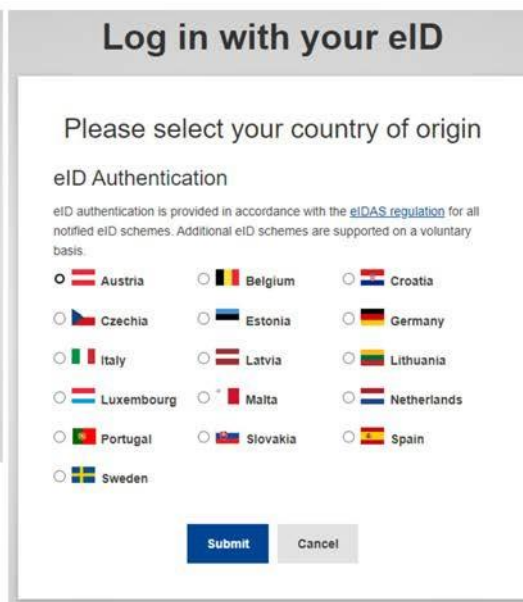 Log in with your eID
Please select your country of origin
eID Authentication
eID authentication is provided in accordance with the eIDAS regulation for all
notified eID schemes. Additional eID schemes are supported on a voluntary
basis.
Austria Belgium Croatia
Czechia Estonia Germany
Italy Latvia Lithuania
Luxembourg Malta Netherlands
Portugal Slovakia Spain
Sweden
Submit Cancel